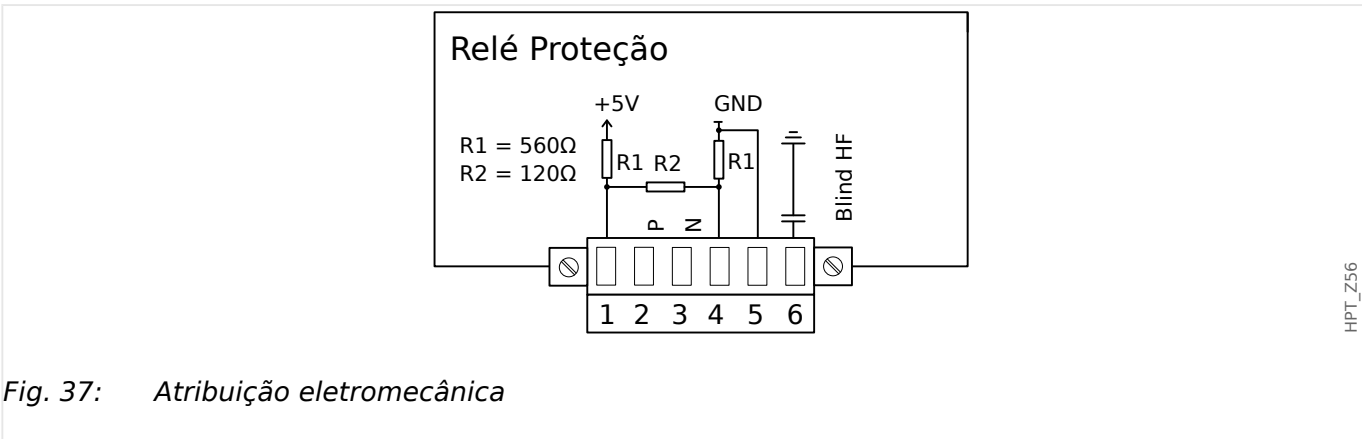 Relé Proteção
+5V GND
R1 = 560Ω
R2 = 120Ω
R1 R2 R1
Blind HF
P N
1 2 3 4 5 6
HPT_Z56
Fig. 37: Atribuição eletromecânica